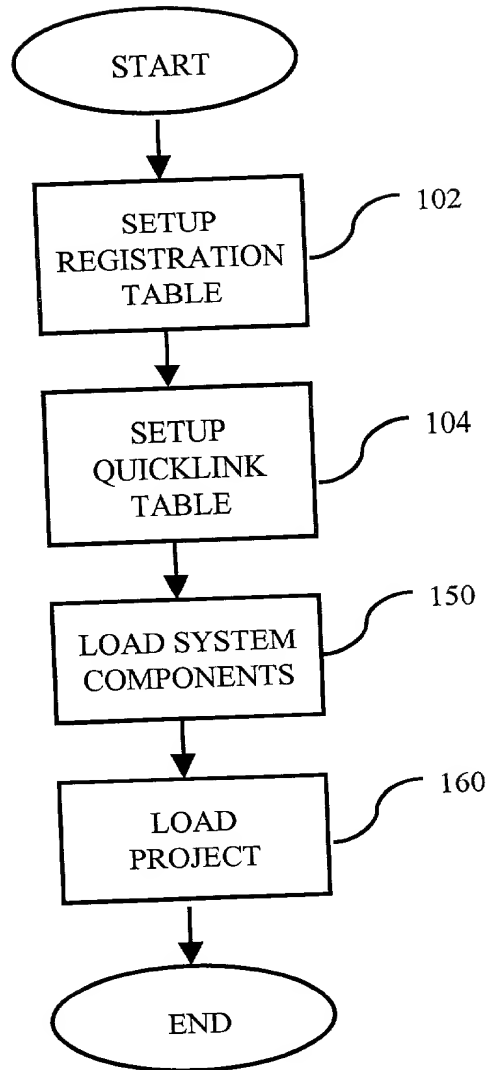 START
SETUP
REGISTRATION
TABLE
102
SETUP
QUICKLINK
TABLE
104
LOAD SYSTEM
COMPONENTS
150
LOAD
PROJECT
160
END